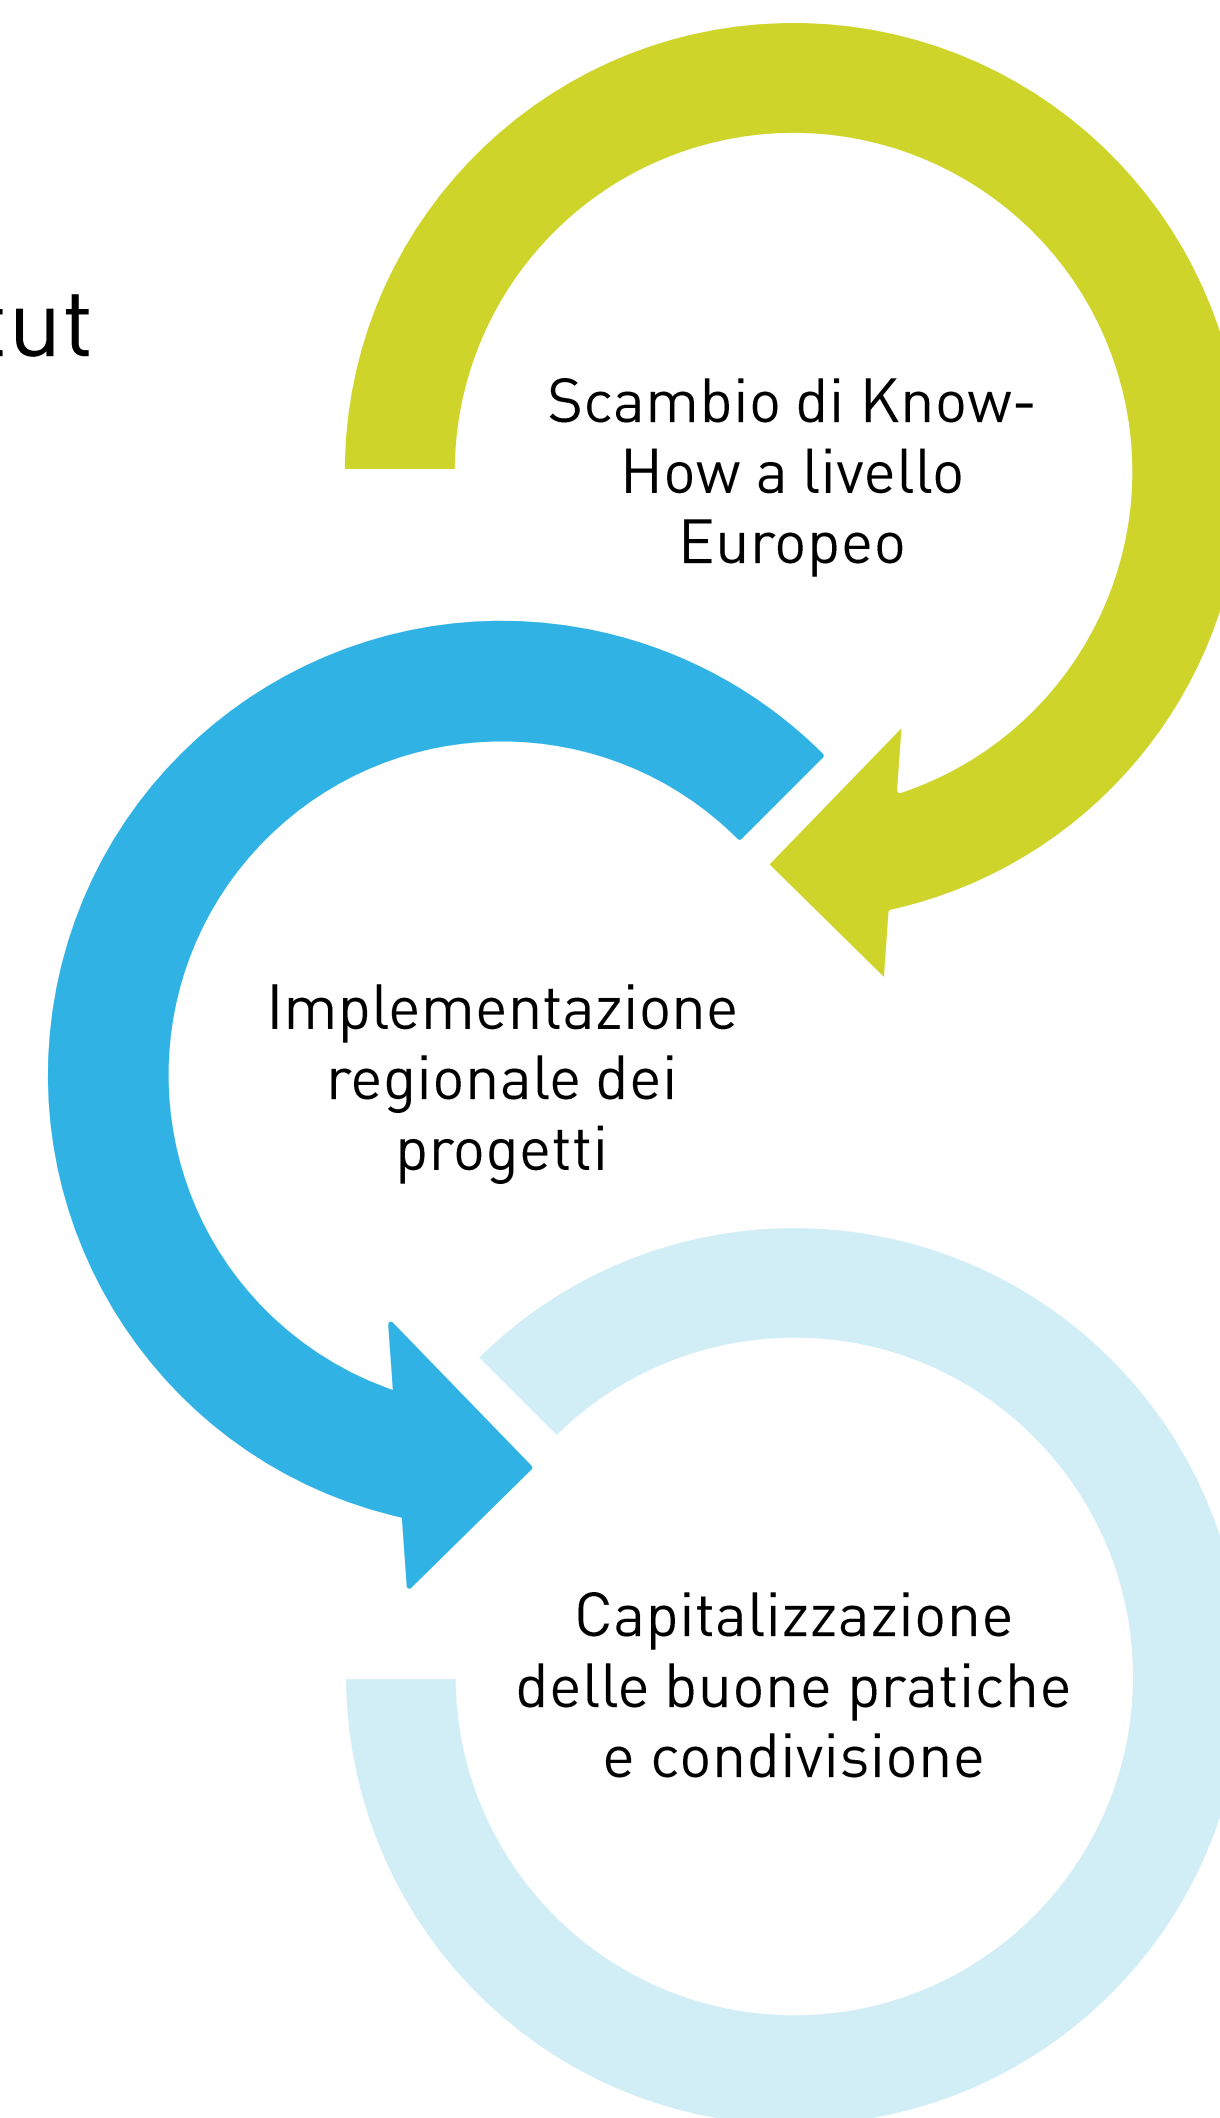 Scambio di Know-
How a livello
Europeo
Implementazione
regionale dei
progetti
Capitalizzazione
delle buone pratiche
e condivisione